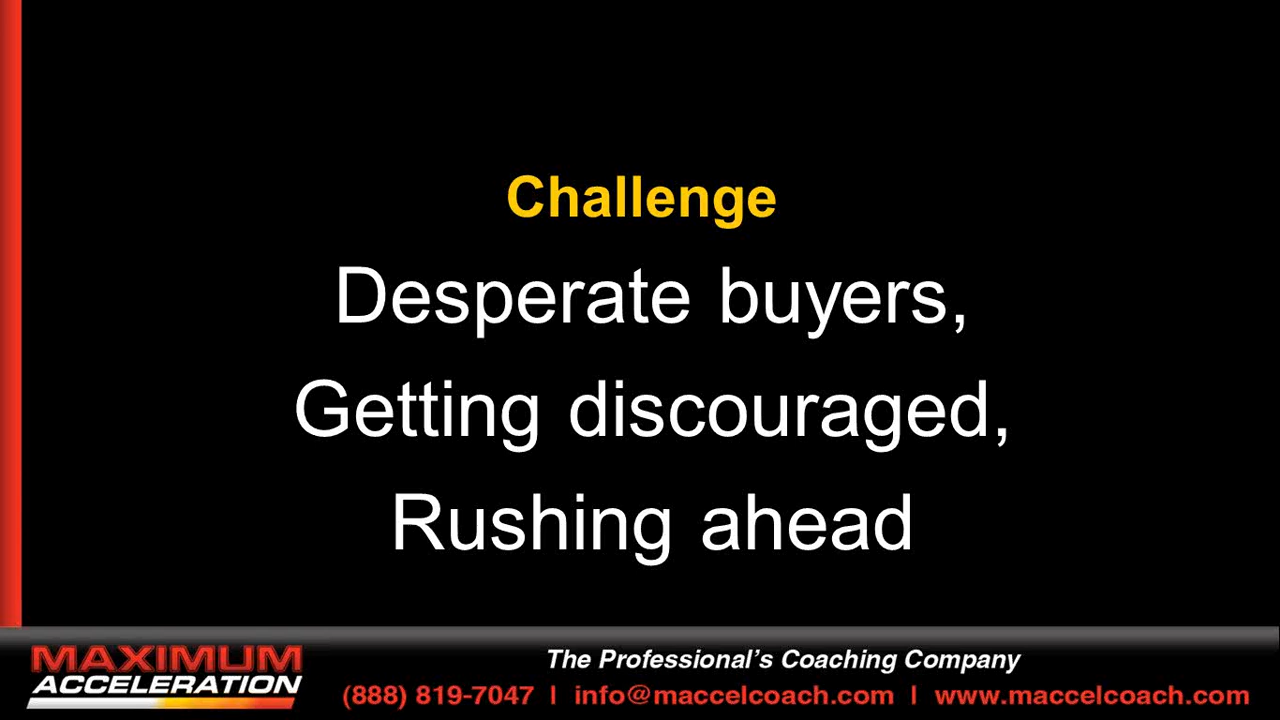 Challenge
Desperate buyers,
Getting discouraged,
Rushing ahead
MAXIMUM
ACCELERATION
The Professional's Coaching Company
(888) 819-7047 | info@maccelcoach.com | www.maccelcoach.com